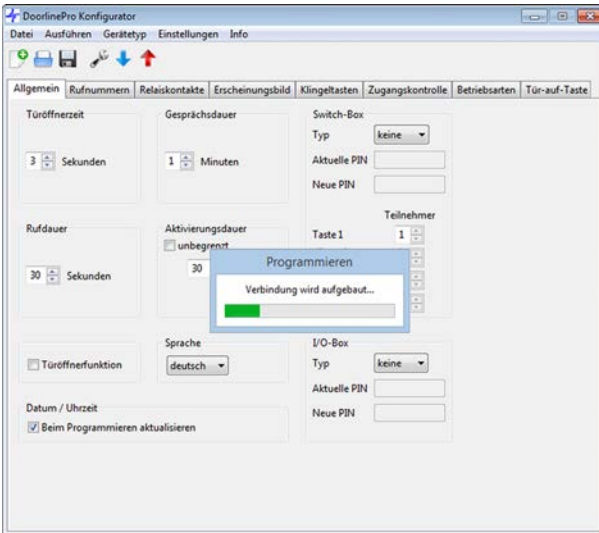 DoorlinePro Konfigurator
Datei Ausführen Gerätetyp Einstellungen Info
Allgemein Rufnummern Relaiskontakte Erscheinungsbild Klingeltasten Zugangskontrolle Betriebsarten Tür-auf-Taste
Türöffnerzeit
3 Sekunden
Gesprächsdauer
1 Minuten
Switch-Box
Typ keine
Aktuelle PIN
Neue PIN
Teilnehmer
Taste 1 1
Rufdauer
30 Sekunden
Aktivierungsdauer
unbegrenzt
30
Programmieren
Verbindung wird aufgebaut...
Türöffnerfunktion
Sprache
deutsch
I/O-Box
Typ keine
Aktuelle PIN
Neue PIN
Datum / Uhrzeit
Beim Programmieren aktualisieren